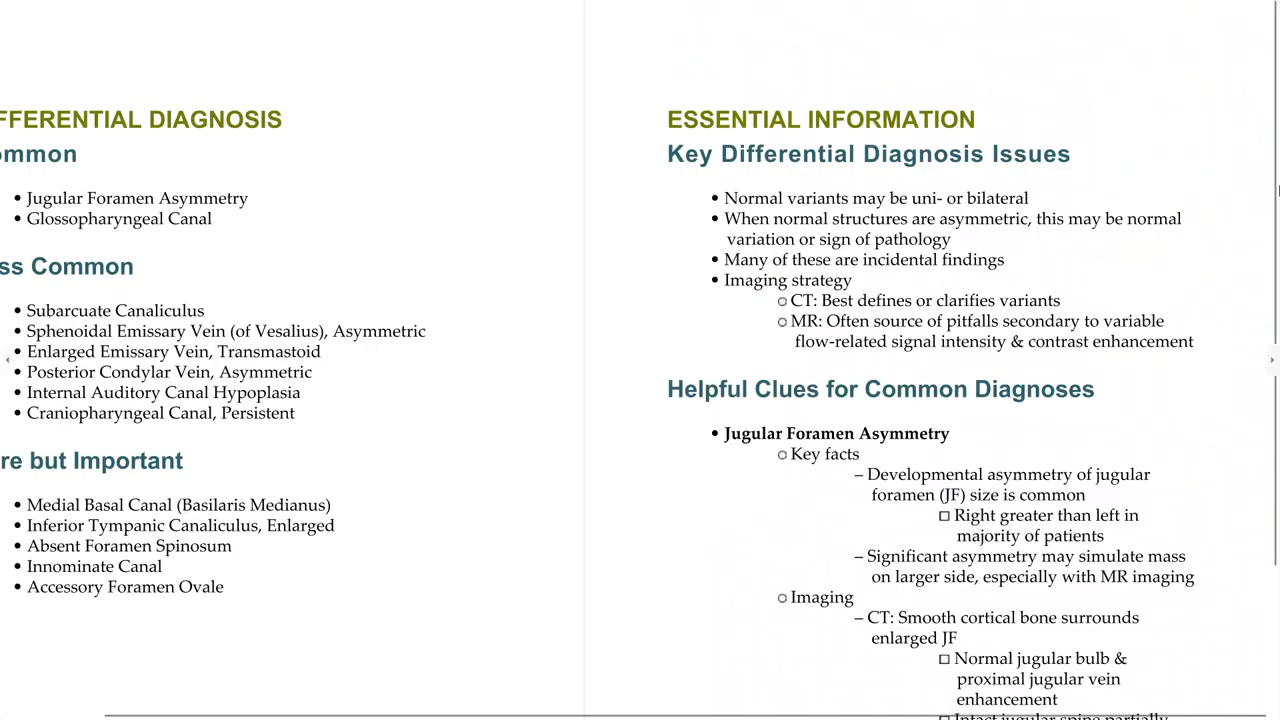 FFERENTIAL DIAGNOSIS
ommon
• Jugular Foramen Asymmetry
• Glossopharyngeal Canal
ss Common
• Subarcuate Canaliculus
• Sphenoidal Emissary Vein (of Vesalius), Asymmetric
• Enlarged Emissary Vein, Transmastoid
• Posterior Condylar Vein, Asymmetric
• Internal Auditory Canal Hypoplasia
• Craniopharyngeal Canal, Persistent
re but Important
• Medial Basal Canal (Basilaris Medianus)
• Inferior Tympanic Canaliculus, Enlarged
• Absent Foramen Spinosum
• Innominate Canal
• Accessory Foramen Ovale
ESSENTIAL INFORMATION
Key Differential Diagnosis Issues
• Normal variants may be uni- or bilateral
• When normal structures are asymmetric, this may be normal
variation or sign of pathology
• Many of these are incidental findings
• Imaging strategy
○ CT: Best defines or clarifies variants
○ MR: Often source of pitfalls secondary to variable
flow-related signal intensity & contrast enhancement
Helpful Clues for Common Diagnoses
• Jugular Foramen Asymmetry
○ Key facts
– Developmental asymmetry of jugular
foramen (JF) size is common
□ Right greater than left in
majority of patients
– Significant asymmetry may simulate mass
on larger side, especially with MR imaging
○ Imaging
– CT: Smooth cortical bone surrounds
enlarged JF
□ Normal jugular bulb &
proximal jugular vein
enhancement
□ Intact jugular spine partially